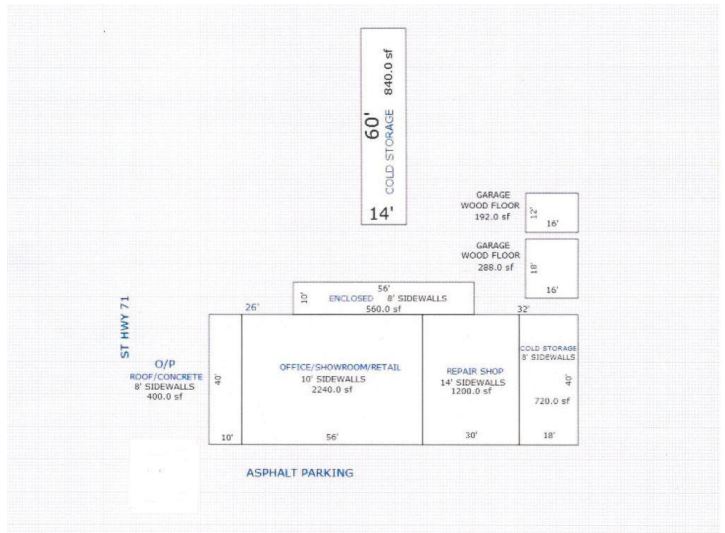 60'
COLD STORAGE 840.0 sf
14'
GARAGE
WOOD FLOOR
192.0 sf
12'
16'
GARAGE
WOOD FLOOR
288.0 sf
18'
16'
56'
10'
ENCLOSED 8' SIDEWALLS
560.0 sf
26'
32'
ST HWY 71
O/P
ROOF/CONCRETE
8' SIDEWALLS
400.0 sf
40'
10'
OFFICE/SHOWROOM/RETAIL
10' SIDEWALLS
2240.0 sf
56'
REPAIR SHOP
14' SIDEWALLS
1200.0 sf
30'
COLD STORAGE
8' SIDEWALLS
40'
720.0 sf
18'
ASPHALT PARKING